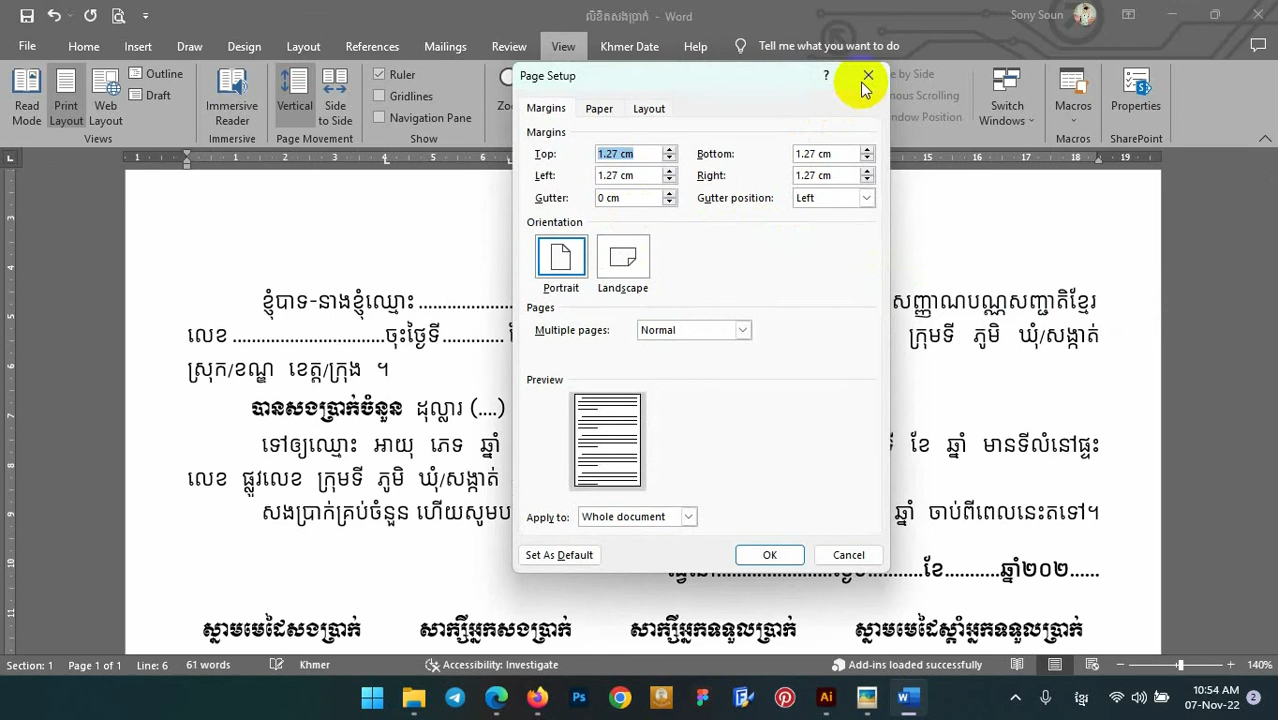 លិខិតសងប្រាក់ - Word
Sony Soun
File Home Insert Draw Design Layout References Mailings Review View Khmer Date Help Tell me what you want to do
Read Mode
Print Layout
Web Layout
Outline
Draft
Views
Immersive Reader
Immersive
Vertical
Side to Side
Page Movement
Ruler
Gridlines
Navigation Pane
Show
Switch Windows
Macros
Macros
Properties
SharePoint
Page Setup
Margins Paper Layout
Margins
Top: 1.27 cm Bottom: 1.27 cm
Left: 1.27 cm Right: 1.27 cm
Gutter: 0 cm Gutter position: Left
Orientation
Portrait Landscape
Pages
Multiple pages: Normal
Preview
Apply to: Whole document
Set As Default OK Cancel
ខ្ញុំបាទ-នាងខ្ញុំឈ្មោះ ................ សញ្ញាណបណ្ណសញ្ជាតិខ្មែរ
លេខ .............................ចុះថ្ងៃទី............ ក្រុមទី ភូមិ ឃុំ/សង្កាត់
ស្រុក/ខណ្ឌ ខេត្ត/ក្រុង ។
បានសងប្រាក់ចំនួន ដុល្លារ (....)
ទៅឲ្យឈ្មោះ អាយុ ភេទ ឆ្នាំ ទី ខែ ឆ្នាំ មានទីលំនៅផ្ទះ
លេខ ផ្លូវលេខ ក្រុមទី ភូមិ ឃុំ/សង្កាត់
សងប្រាក់គ្រប់ចំនួន ហើយសូម ឆ្នាំ ចាប់ពីពេលនេះតទៅ។
...........ខែ...........ឆ្នាំ២០២......
ស្នាមមេដៃសងប្រាក់ សាក្សីអ្នកសងប្រាក់ សាក្សីអ្នកទទួលប្រាក់ ស្នាមមេដៃស្តាំអ្នកទទួលប្រាក់
Section: 1 Page 1 of 1 Line: 6 61 words Khmer Accessibility: Investigate Add-ins loaded successfully 140%
10:54 AM
07-Nov-22